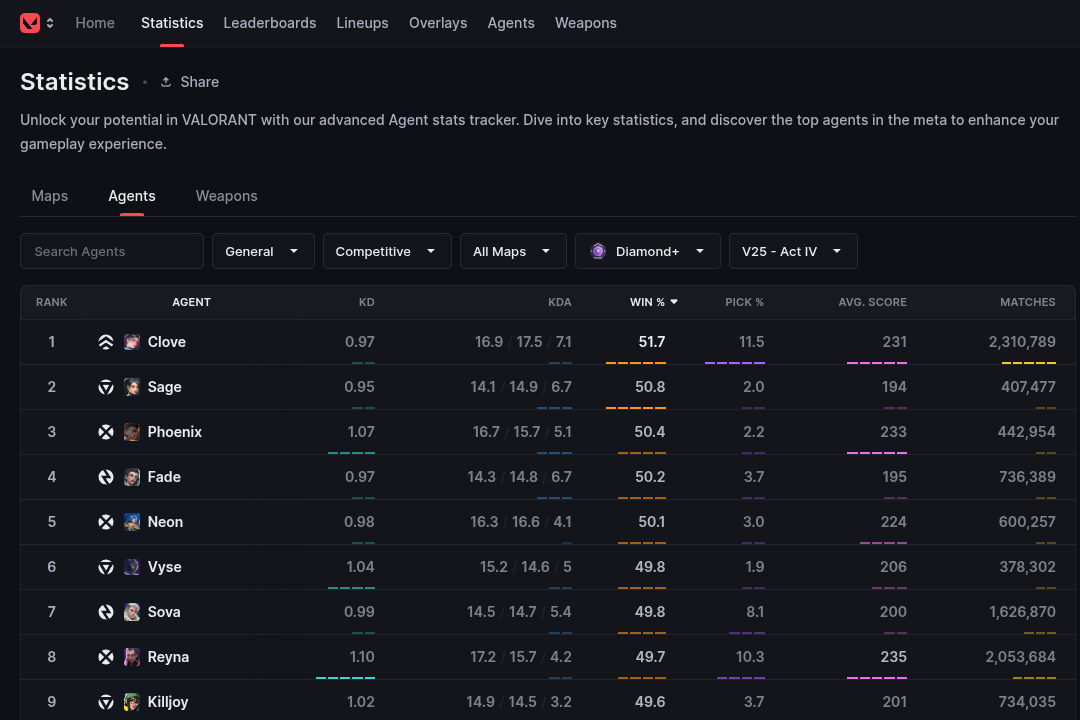 Home Statistics Leaderboards Lineups Overlays Agents Weapons
Statistics • Share
Unlock your potential in VALORANT with our advanced Agent stats tracker. Dive into key statistics, and discover the top agents in the meta to enhance your
gameplay experience.
Maps Agents Weapons
Search Agents General Competitive All Maps Diamond+ V25 - Act IV
RANK AGENT KD KDA WIN % PICK % AVG. SCORE MATCHES
1 Clove 0.97 16.9 / 17.5 / 7.1 51.7 11.5 231 2,310,789
2 Sage 0.95 14.1 / 14.9 / 6.7 50.8 2.0 194 407,477
3 Phoenix 1.07 16.7 / 15.7 / 5.1 50.4 2.2 233 442,954
4 Fade 0.97 14.3 / 14.8 / 6.7 50.2 3.7 195 736,389
5 Neon 0.98 16.3 / 16.6 / 4.1 50.1 3.0 224 600,257
6 Vyse 1.04 15.2 / 14.6 / 5 49.8 1.9 206 378,302
7 Sova 0.99 14.5 / 14.7 / 5.4 49.8 8.1 200 1,626,870
8 Reyna 1.10 17.2 / 15.7 / 4.2 49.7 10.3 235 2,053,684
9 Killjoy 1.02 14.9 / 14.5 / 3.2 49.6 3.7 201 734,035